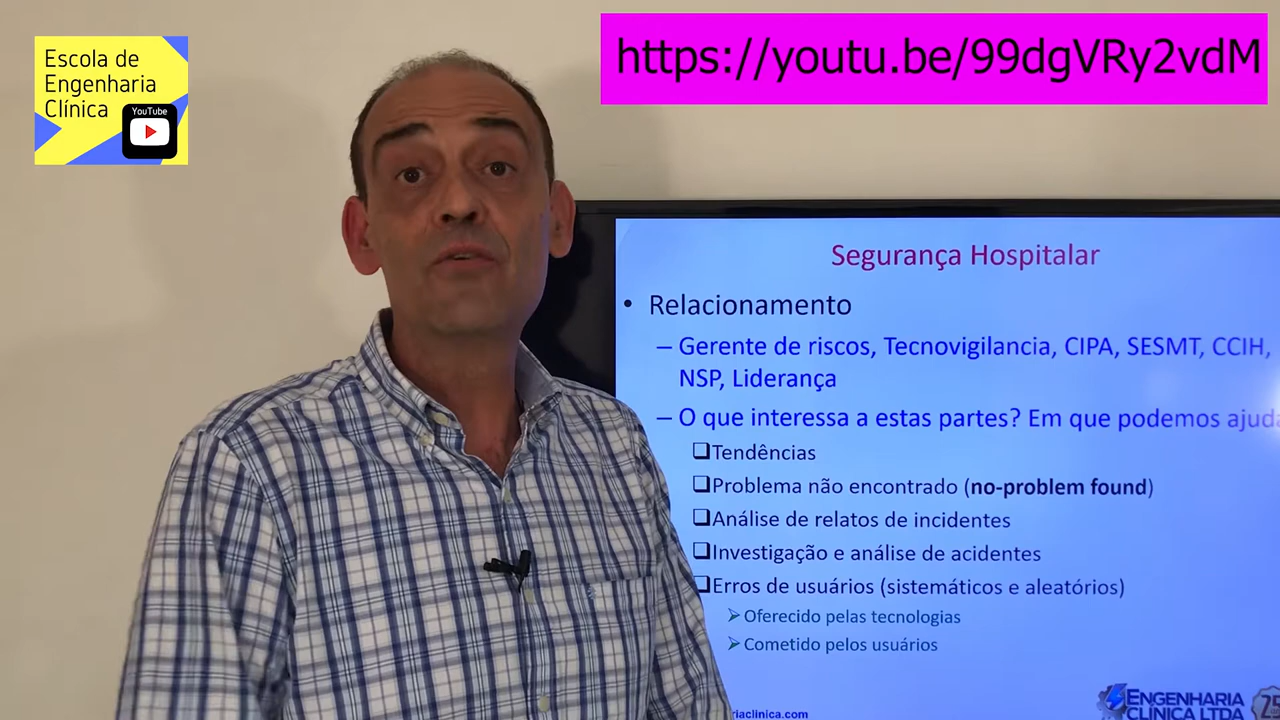 Escola de
Engenharia
Clínica
YouTube
https://youtu.be/99dgVRy2vdM
Segurança Hospitalar
• Relacionamento
– Gerente de riscos, Tecnovigilancia, CIPA, SESMT, CCIH,
NSP, Liderança
– O que interessa a estas partes? Em que podemos
❑Tendências
❑Problema não encontrado (no-problem found)
❑Análise de relatos de incidentes
❑Investigação e análise de acidentes
❑Erros de usuários (sistemáticos e aleatórios)
➢Oferecido pelas tecnologias
➢Cometido pelos usuários
ENGENHARIA
CLÍNICA LTDA